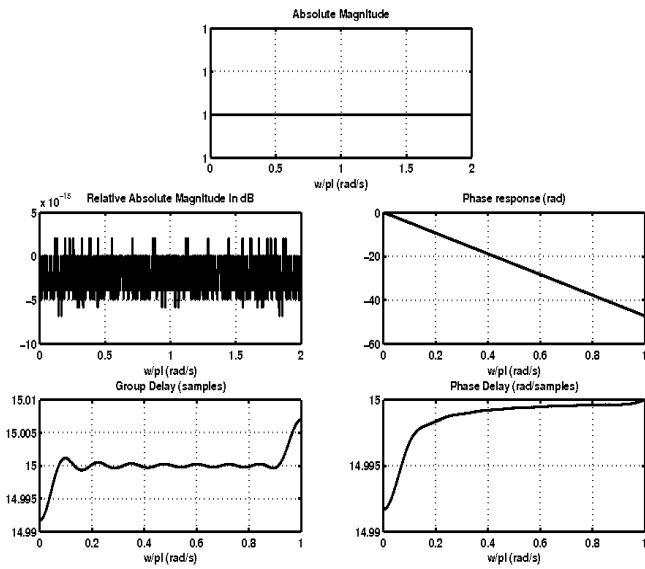 Absolute Magnitude
1
1
1
1
0 0.5 1 1.5 2
w/pi (rad/s)
x 10^-15
Relative Absolute Magnitude in dB
5
0
−5
−10
0 0.5 1 1.5 2
w/pi (rad/s)
Phase response (rad)
0
−20
−40
−60
0 0.2 0.4 0.6 0.8 1
w/pi (rad/s)
Group Delay (samples)
15.01
15.005
15
14.995
14.99
0 0.2 0.4 0.6 0.8 1
w/pi (rad/s)
Phase Delay (rad/samples)
15
14.995
14.99
0 0.2 0.4 0.6 0.8 1
w/pi (rad/s)